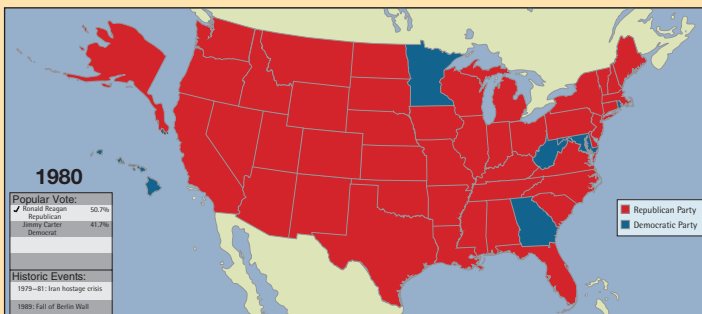 1980
Popular Vote:
✓ Ronald Reagan 50.7%
Republican
Jimmy Carter 41.7%
Democrat
Historic Events:
1979–81: Iran hostage crisis
1989: Fall of Berlin Wall
Republican Party
Democratic Party